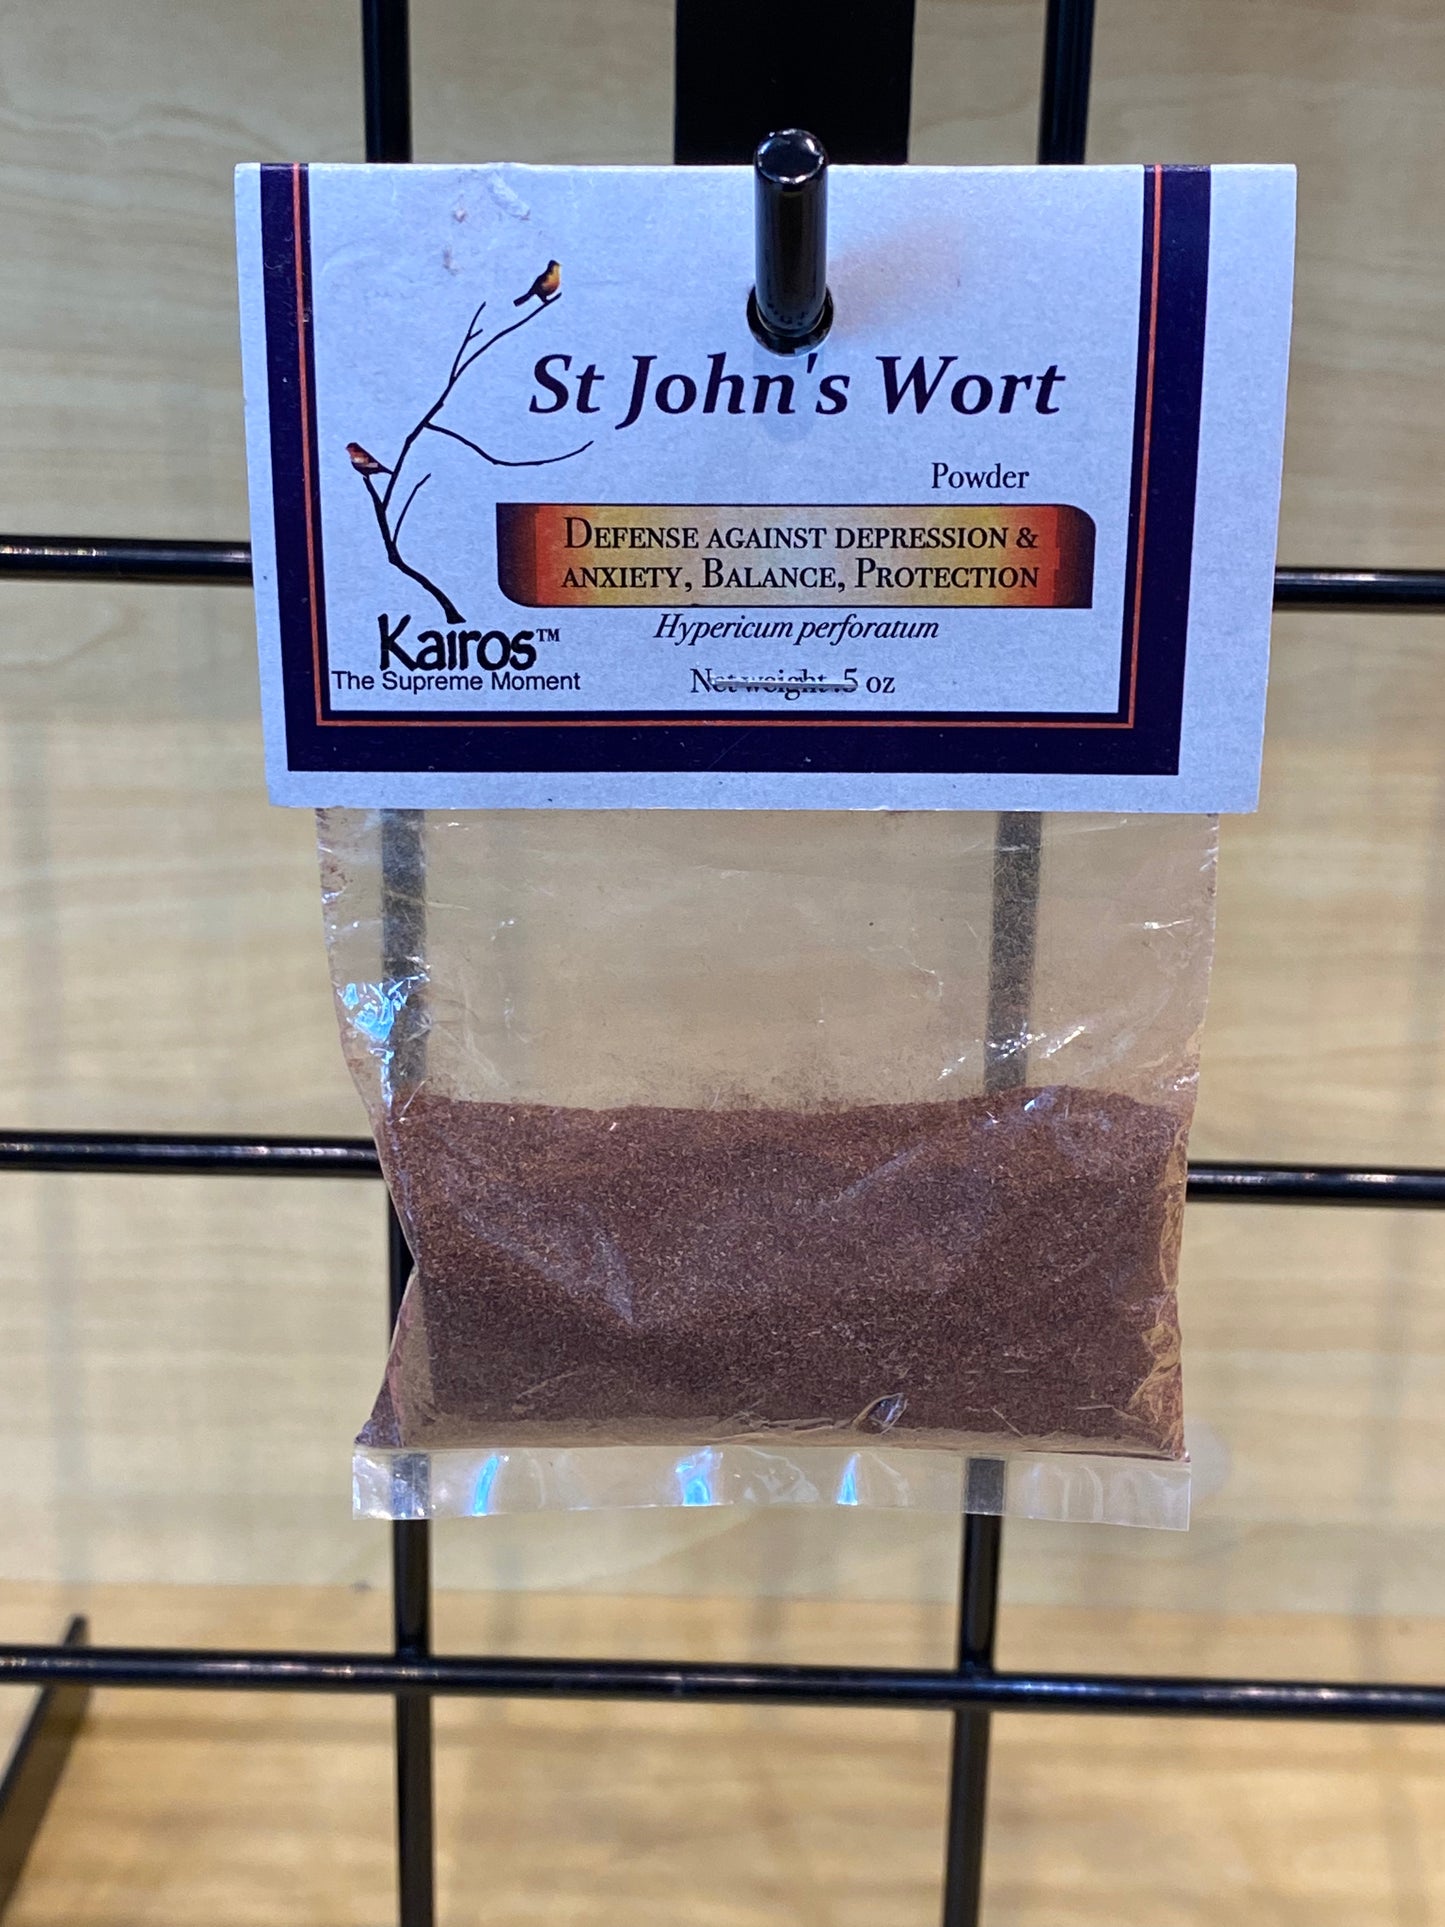 St John's Wort
Powder
DEFENSE AGAINST DEPRESSION &
ANXIETY, BALANCE, PROTECTION
Hypericum perforatum
Kairos™
The Supreme Moment
Net weight .5 oz